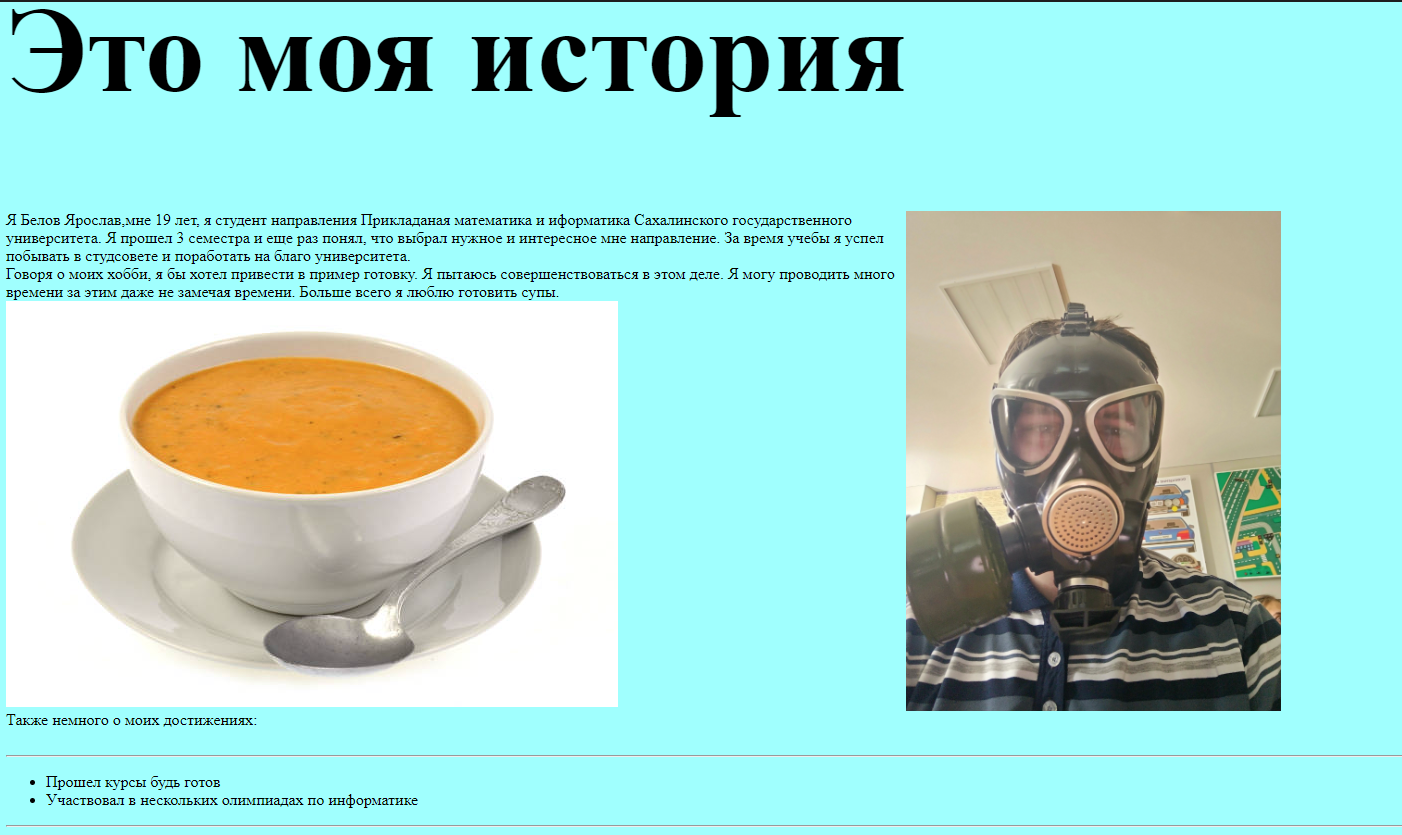 Это моя история
Я Белов Ярослав,мне 19 лет, я студент направления Прикладаная математика и иформатика Сахалинского государственного
университета. Я прошел 3 семестра и еще раз понял, что выбрал нужное и интересное мне направление. За время учебы я успел
побывать в студсовете и поработать на благо университета.
Говоря о моих хобби, я бы хотел привести в пример готовку. Я пытаюсь совершенствоваться в этом деле. Я могу проводить много
времени за этим даже не замечая времени. Больше всего я люблю готовить супы.
Также немного о моих достижениях:
Прошел курсы будь готов
Участвовал в нескольких олимпиадах по информатике